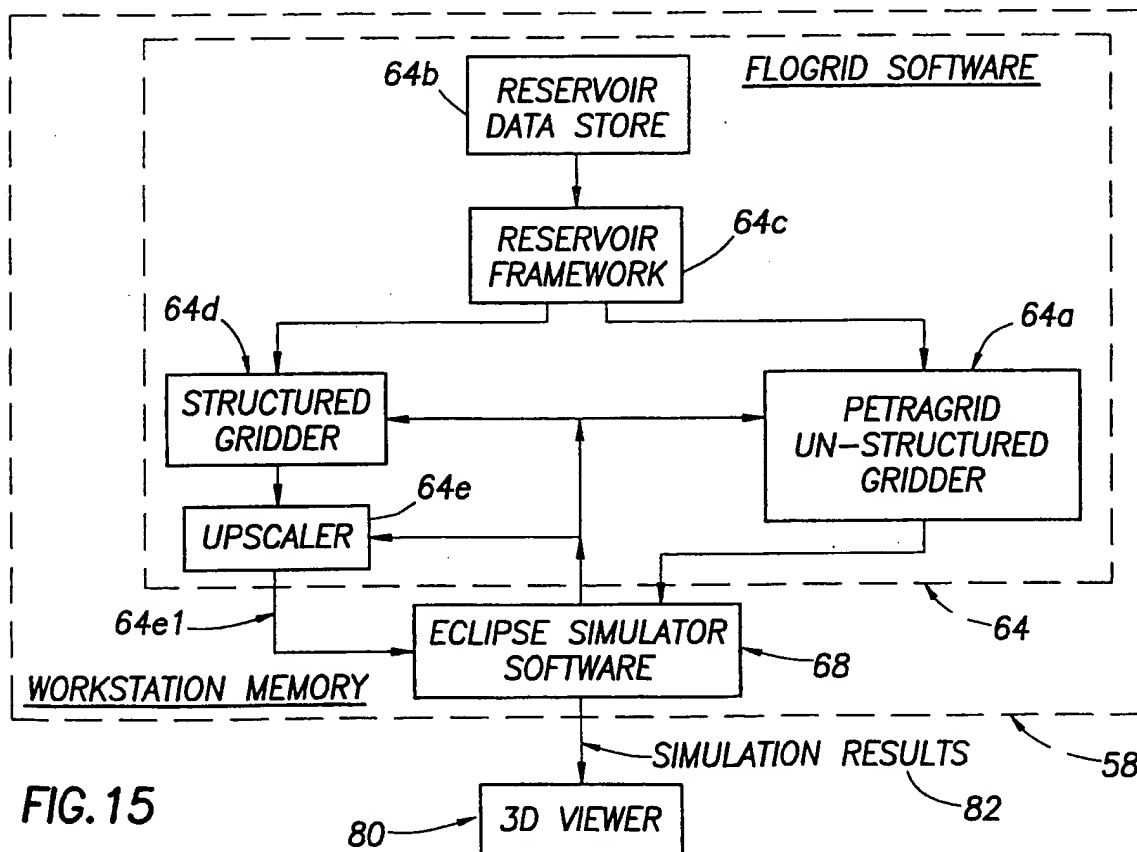 FLOGRID SOFTWARE
64b
RESERVOIR
DATA STORE
64c
RESERVOIR
FRAMEWORK
64d
64a
STRUCTURED
GRIDDER
PETRAGRID
UN-STRUCTURED
GRIDDER
64e
UPSCALER
64e1
64
ECLIPSE SIMULATOR
SOFTWARE
68
WORKSTATION MEMORY
SIMULATION RESULTS
58
82
FIG.15
80
3D VIEWER